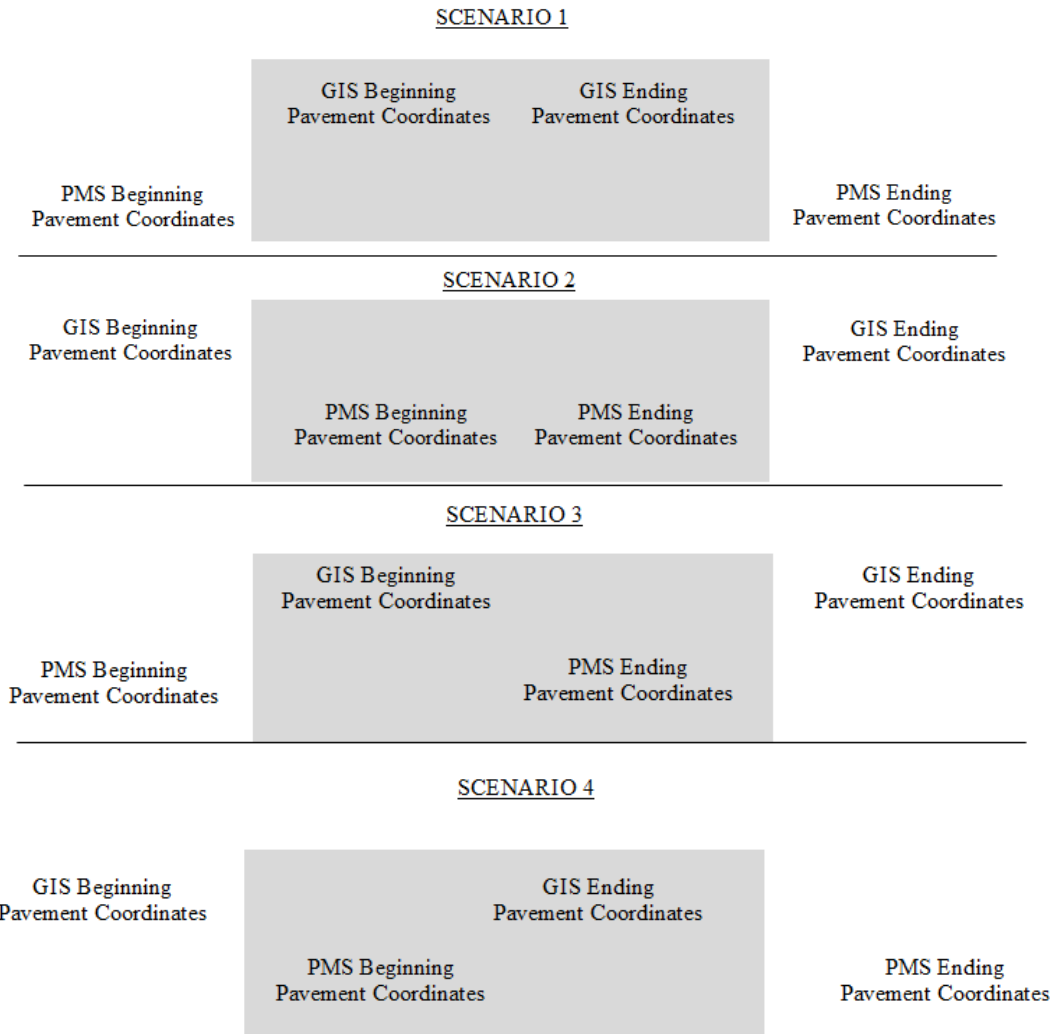 SCENARIO 1
GIS Beginning
Pavement Coordinates
GIS Ending
Pavement Coordinates
PMS Beginning
Pavement Coordinates
PMS Ending
Pavement Coordinates
SCENARIO 2
GIS Beginning
Pavement Coordinates
GIS Ending
Pavement Coordinates
PMS Beginning
Pavement Coordinates
PMS Ending
Pavement Coordinates
SCENARIO 3
GIS Beginning
Pavement Coordinates
GIS Ending
Pavement Coordinates
PMS Beginning
Pavement Coordinates
PMS Ending
Pavement Coordinates
SCENARIO 4
GIS Beginning
Pavement Coordinates
GIS Ending
Pavement Coordinates
PMS Beginning
Pavement Coordinates
PMS Ending
Pavement Coordinates